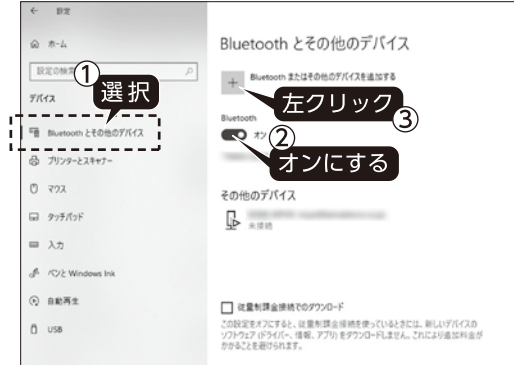 ← 設定
ホーム
設定の検索
デバイス
Bluetooth とその他のデバイス
プリンターとスキャナー
マウス
タッチパッド
入力
ペンと Windows Ink
自動再生
USB
①
選択
Bluetooth とその他のデバイス
+ Bluetooth またはその他のデバイスを追加する
左クリック
③
Bluetooth
オン
②
オンにする
その他のデバイス
未接続
従量制課金接続でのダウンロード
この設定をオフにすると、従量制課金接続を使っているときには、新しいデバイスの
ソフトウェア (ドライバー、情報、アプリ) をダウンロードしません。これにより追加料金が
かかることを避けられます。